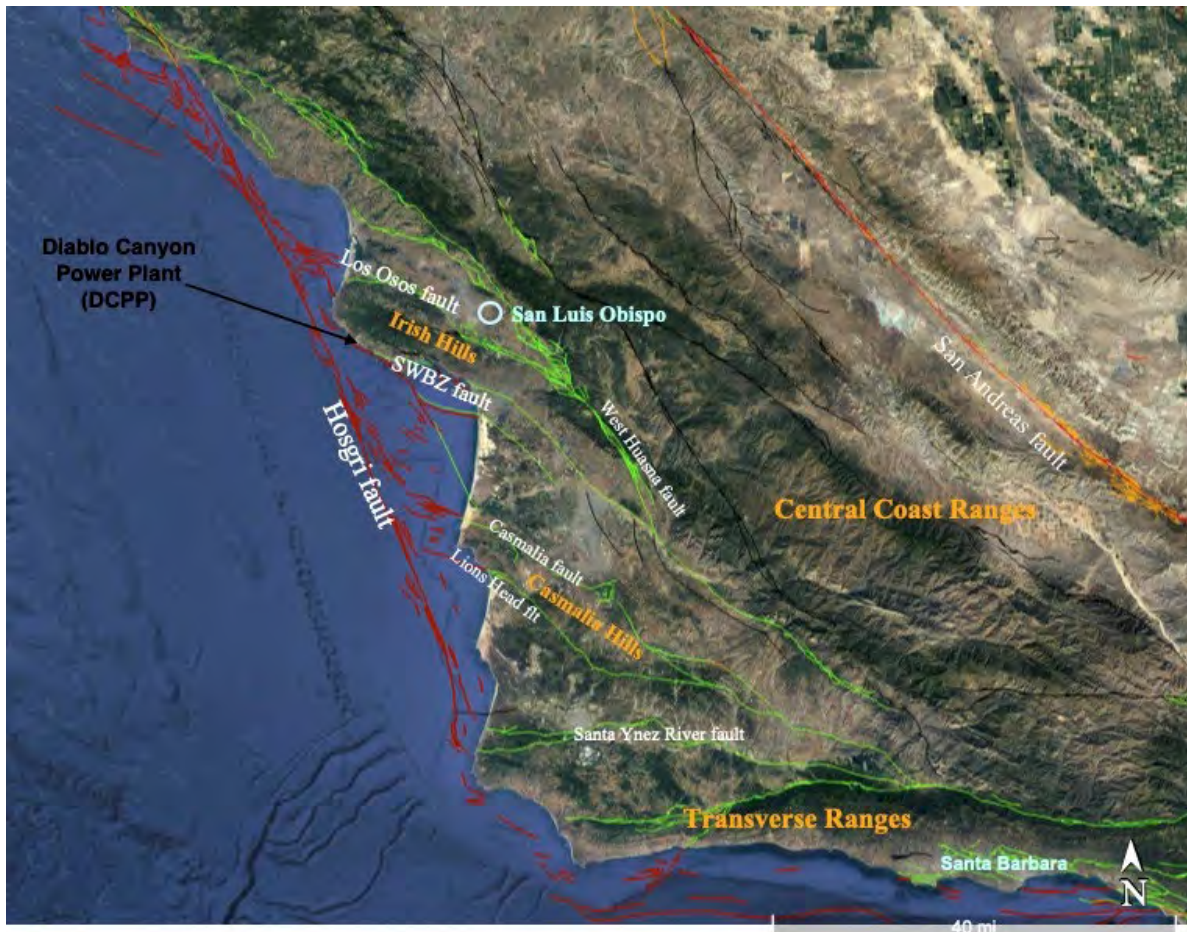 Diablo Canyon
Power Plant
(DCPP)
Los Osos fault
San Luis Obispo
Irish Hills
SWBZ fault
Hosgri fault
West Huasna fault
San Andreas fault
Central Coast Ranges
Casmalia fault
Lions Head flt
Casmalia Hills
Santa Ynez River fault
Transverse Ranges
Santa Barbara
N
40 mi